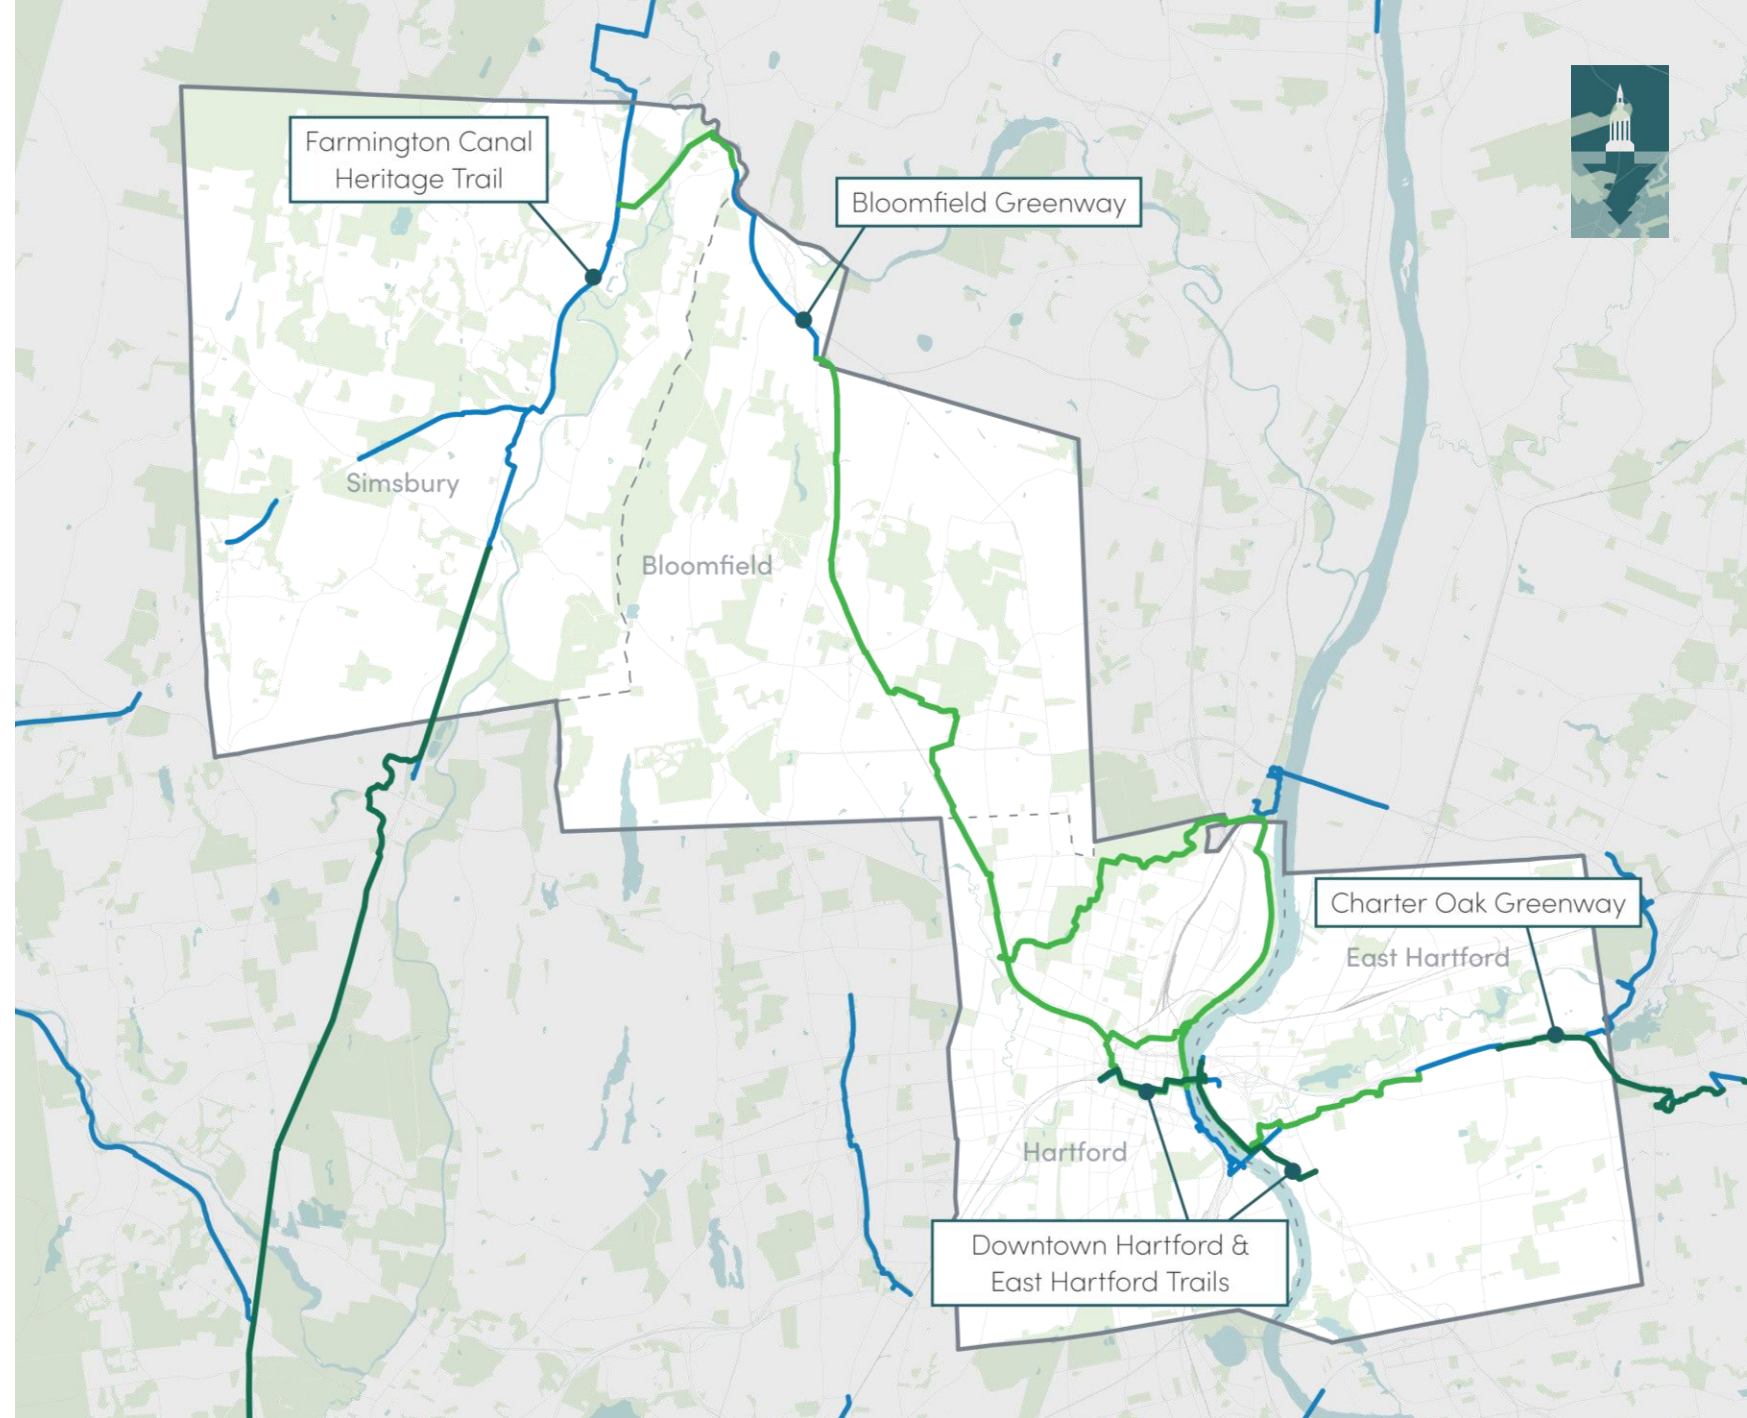 Farmington Canal
Heritage Trail
Bloomfield Greenway
Simsbury
Bloomfield
Charter Oak Greenway
East Hartford
Hartford
Downtown Hartford &
East Hartford Trails